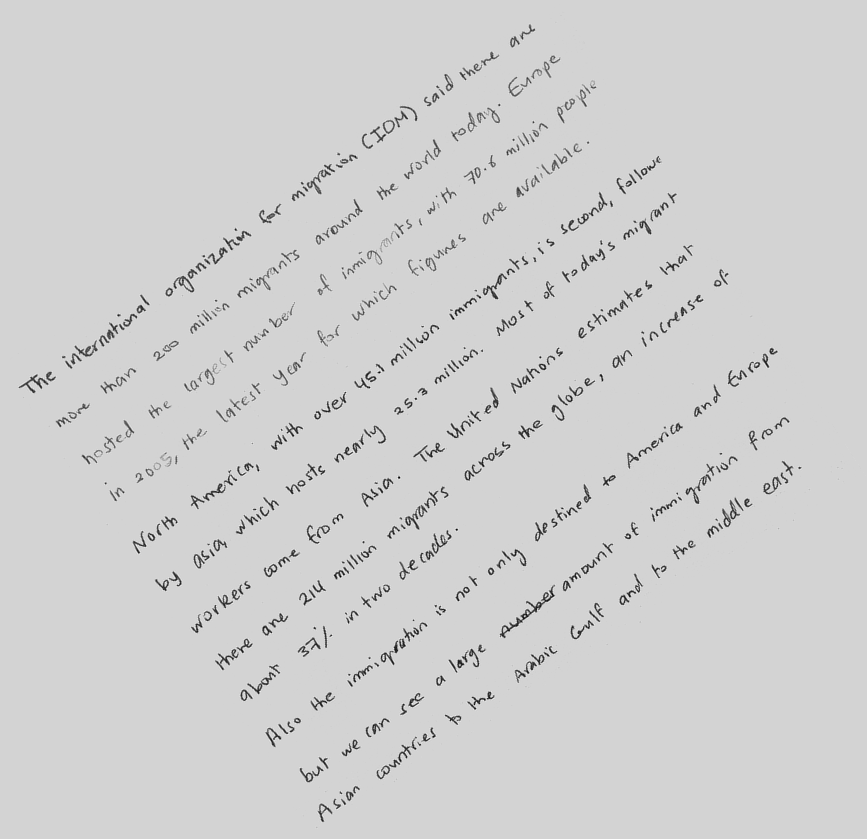 The international organization for migration (IOM) said there are
more than 200 million migrants around the world today. Europe
hosted the largest number of immigrants, with 70.6 million people
in 2005, the latest year for which figures are available.
North America, with over 45.1 million immigrants, is second, followe
by asia, which hosts nearly 25.3 million. Most of today's migrant
workers come from Asia. The United Nations estimates that
there are 214 million migrants across the globe, an increase of
about 37% in two decades.
Also the immigration is not only destined to America and Europe
but we can see a large number amount of immigration from
Asian countries to the Arabic Gulf and to the middle east.